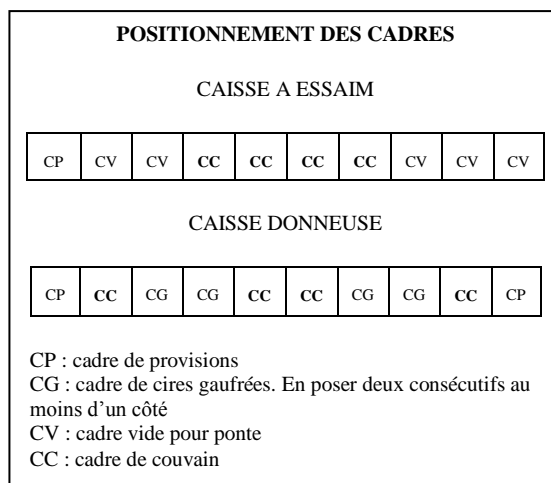 POSITIONNEMENT DES CADRES
CAISSE A ESSAIM
CP CV CV CC CC CC CC CV CV CV
CAISSE DONNEUSE
CP CC CG CG CC CC CG CG CC CP
CP : cadre de provisions
CG : cadre de cires gaufrées. En poser deux consécutifs au
moins d’un côté
CV : cadre vide pour ponte
CC : cadre de couvain